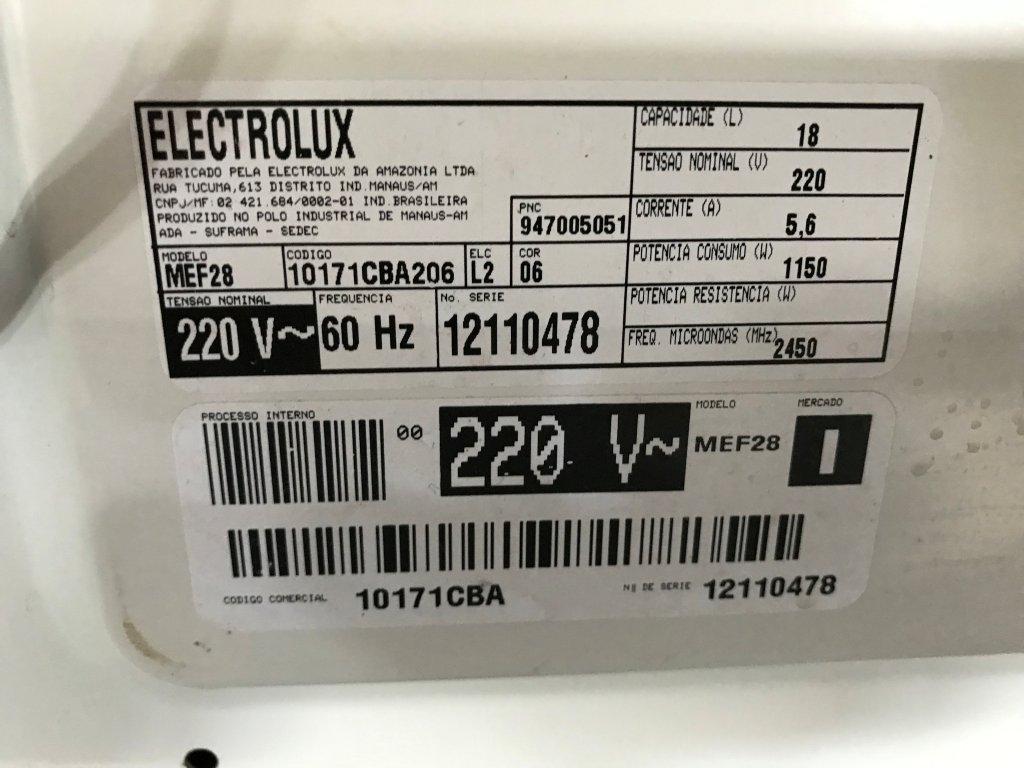 ELECTROLUX
FABRICADO PELA ELECTROLUX DA AMAZONIA LTDA
RUA TUCUMA,613 DISTRITO IND.MANAUS/AM
CNPJ/MF:02 421.684/0002-01 IND.BRASILEIRA
PRODUZIDO NO POLO INDUSTRIAL DE MANAUS-AM
ADA - SUFRAMA - SEDEC
PNC
947005051
MODELO
MEF28
CODIGO
10171CBA206
ELC
L2
COR
06
TENSAO NOMINAL
220 V~
FREQUENCIA
60 Hz
No. SERIE
12110478
CAPACIDADE (L)
18
TENSAO NOMINAL (V)
220
CORRENTE (A)
5,6
POTENCIA CONSUMO (W)
1150
POTENCIA RESISTENCIA (W)
FREQ. MICROONDAS (MHz)
2450
PROCESSO INTERNO
00
220 V~
MODELO
MEF28
MERCADO
I
CODIGO COMERCIAL 10171CBA
Nº DE SERIE 12110478